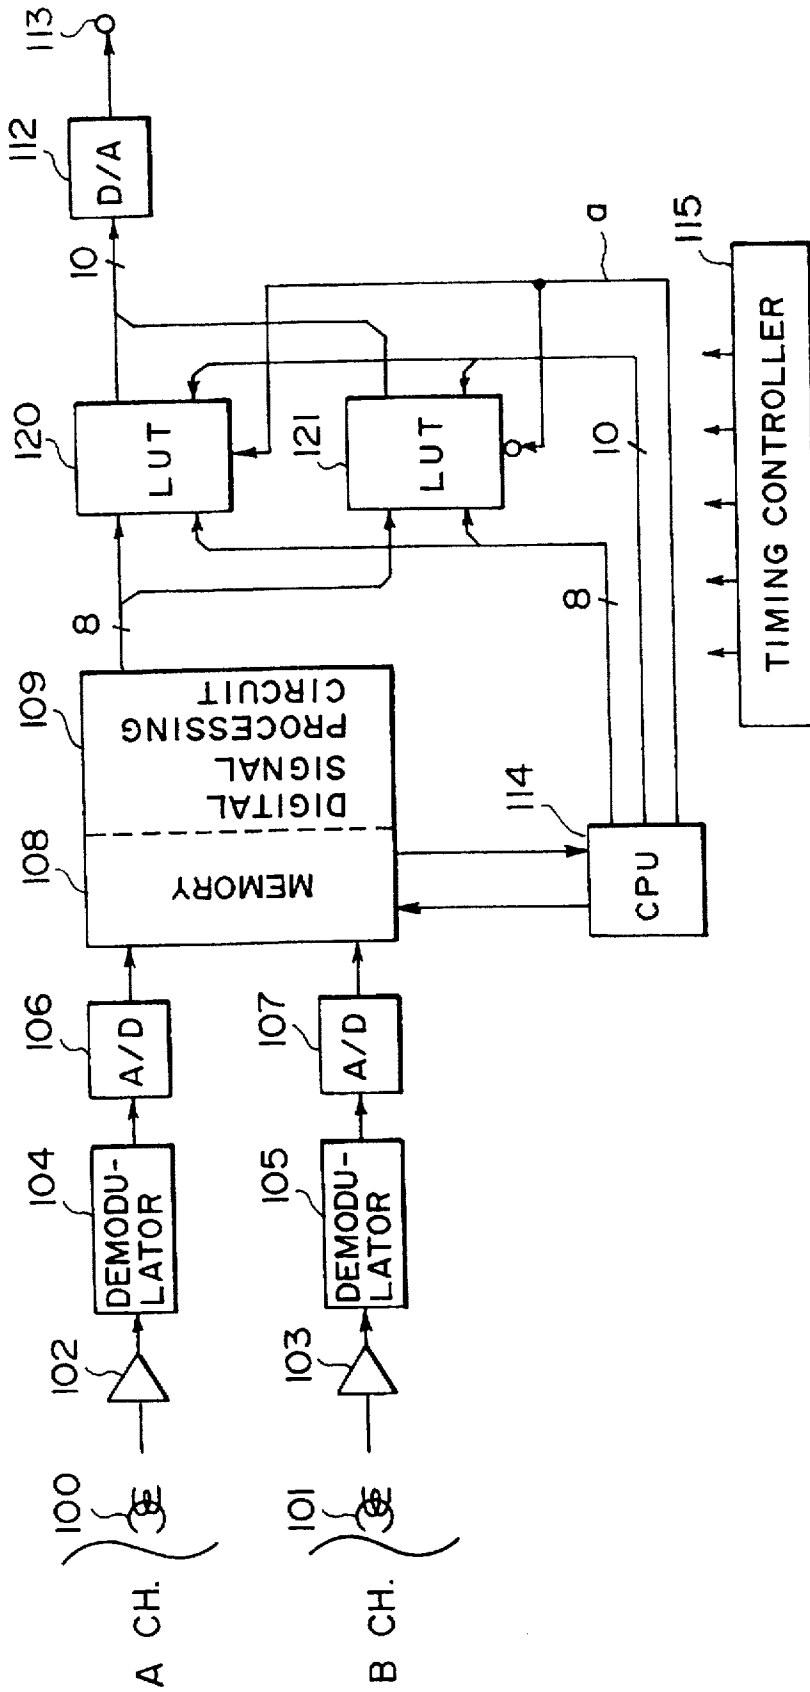 A CH.
100
102
104
DEMODU-
LATOR
106
A/D
108
MEMORY
109
DIGITAL
SIGNAL
PROCESSING
CIRCUIT
8
120
LUT
10
112
D/A
113
B CH.
101
103
105
DEMODU-
LATOR
107
A/D
121
LUT
a
114
CPU
8
10
115
TIMING CONTROLLER